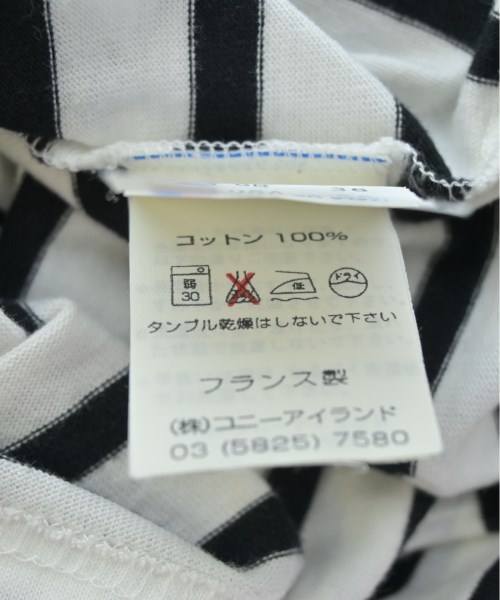 コットン 100%
弱 30 低 ドライ
タンブル乾燥はしないで下さい
フランス製
(株)コニーアイランド
03 (5825) 7580